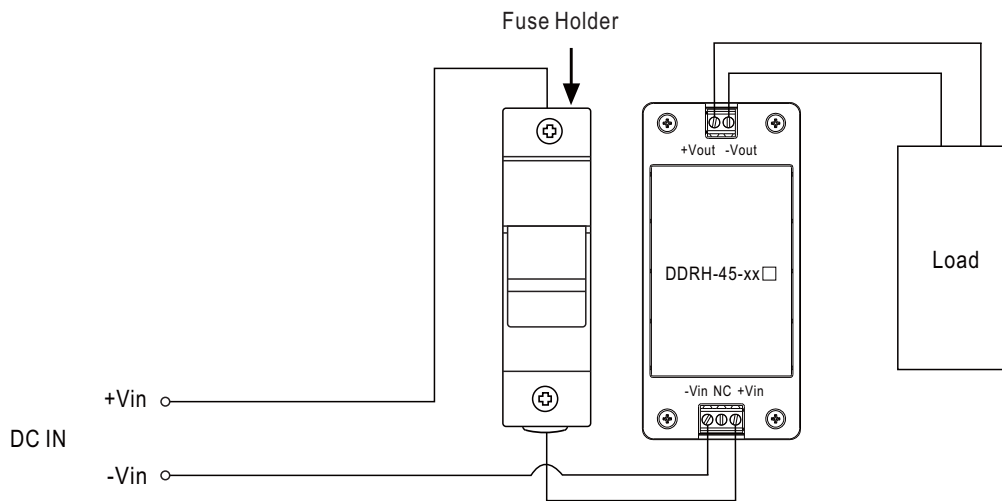 Fuse Holder
+Vout -Vout
DDRH-45-xx□
Load
-Vin NC +Vin
+Vin
DC IN
-Vin